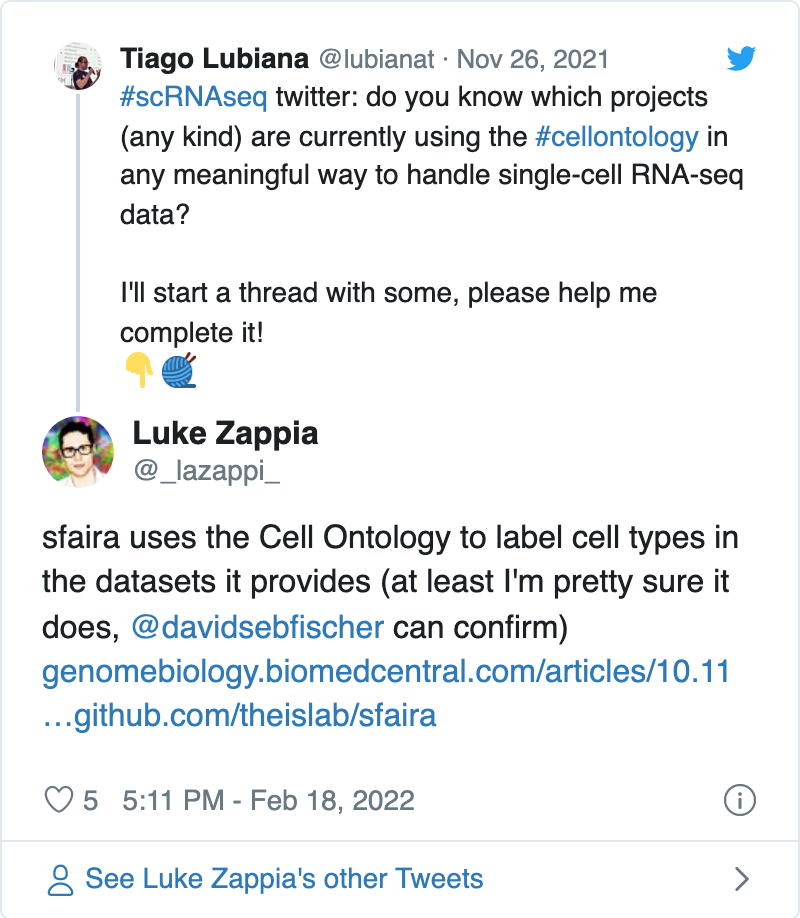 Tiago Lubiana @lubianat · Nov 26, 2021
#scRNAseq twitter: do you know which projects
(any kind) are currently using the #cellontology in
any meaningful way to handle single-cell RNA-seq
data?
I'll start a thread with some, please help me
complete it!
👇🧶
Luke Zappia
@_lazappi_
sfaira uses the Cell Ontology to label cell types in
the datasets it provides (at least I'm pretty sure it
does, @davidsebfischer can confirm)
genomebiology.biomedcentral.com/articles/10.11
…github.com/theislab/sfaira
5 5:11 PM - Feb 18, 2022
See Luke Zappia's other Tweets